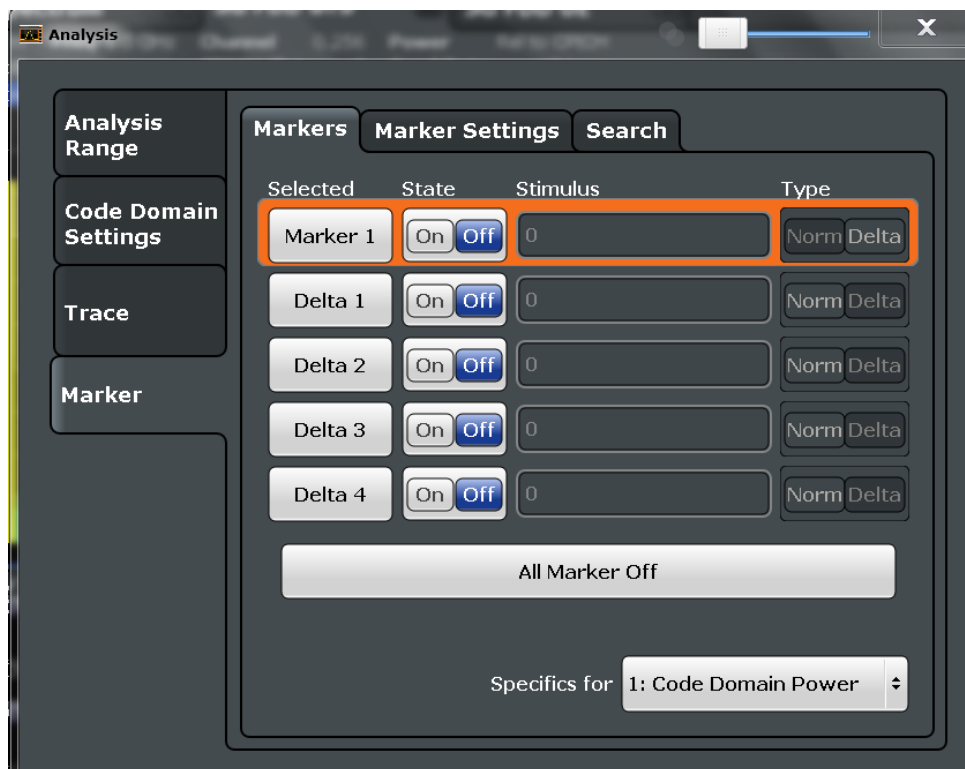 Analysis
Analysis
Range
Code Domain
Settings
Trace
Marker
Markers Marker Settings Search
Selected State Stimulus Type
Marker 1 On Off 0 Norm Delta
Delta 1 On Off 0 Norm Delta
Delta 2 On Off 0 Norm Delta
Delta 3 On Off 0 Norm Delta
Delta 4 On Off 0 Norm Delta
All Marker Off
Specifics for 1: Code Domain Power